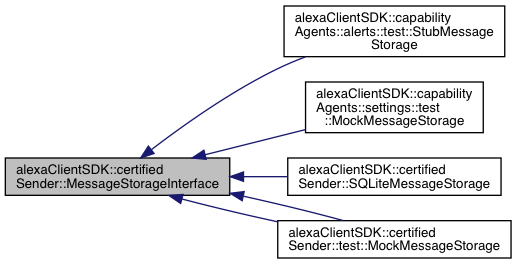 alexaClientSDK::capability
Agents::alerts::test::StubMessage
Storage
alexaClientSDK::capability
Agents::settings::test
::MockMessageStorage
alexaClientSDK::certified
Sender::MessageStorageInterface
alexaClientSDK::certified
Sender::SQLiteMessageStorage
alexaClientSDK::certified
Sender::test::MockMessageStorage